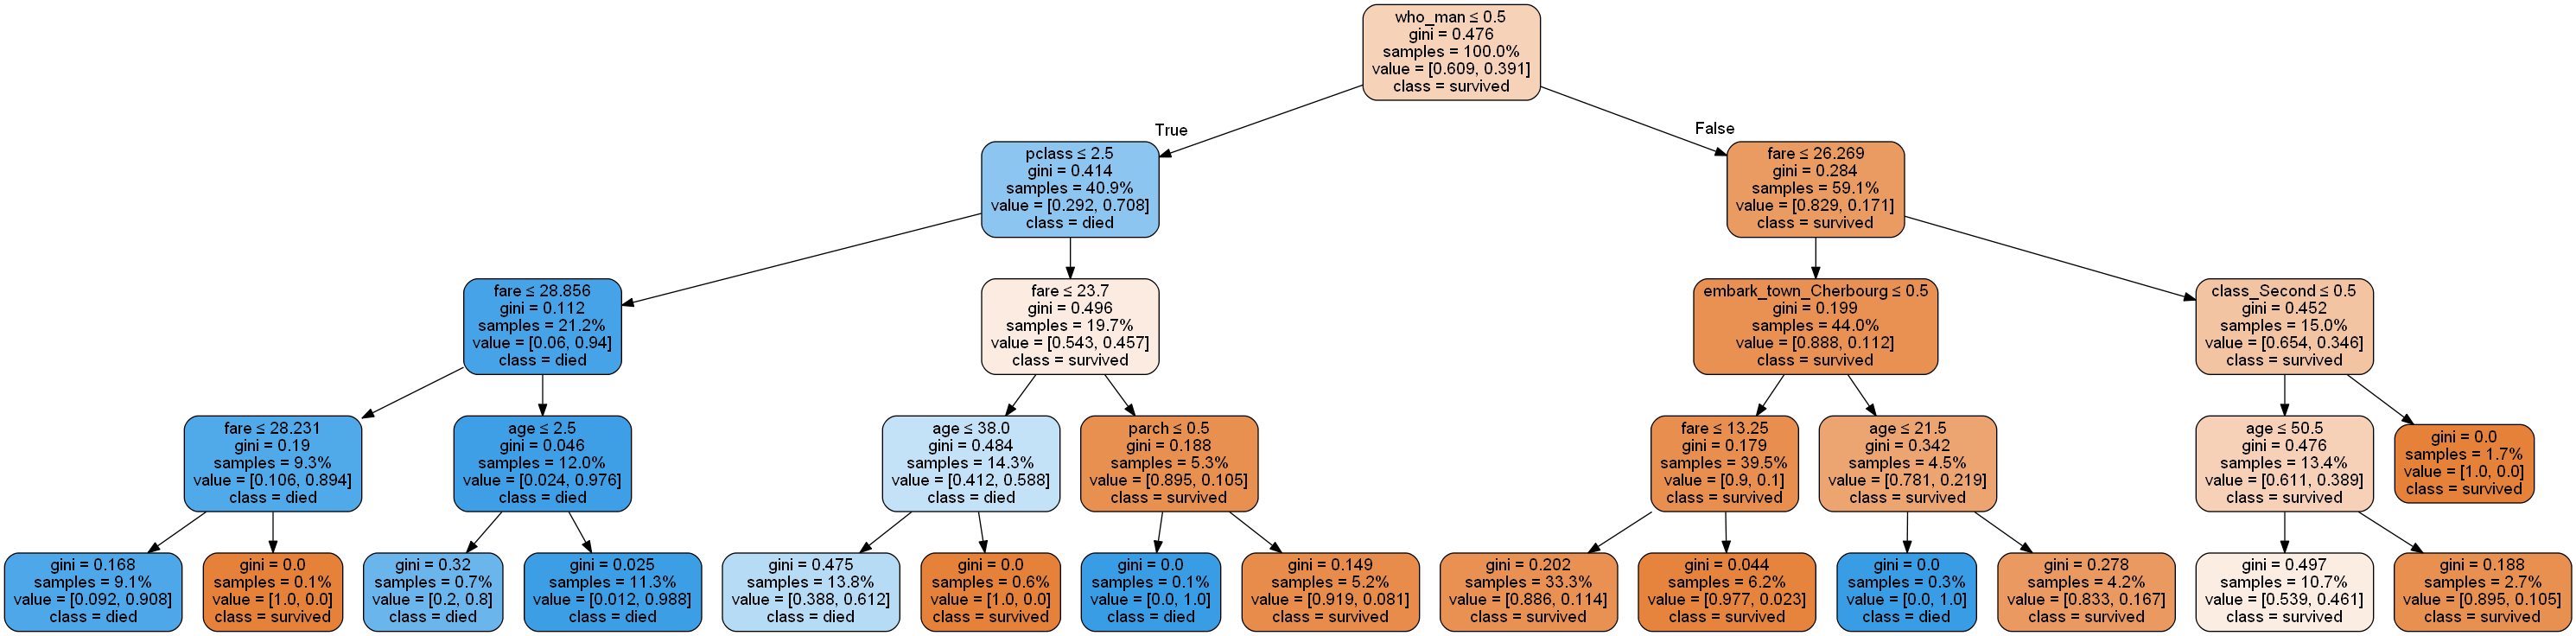 who_man ≤ 0.5
gini = 0.476
samples = 100.0%
value = [0.609, 0.391]
class = survived
True
False
pclass ≤ 2.5
gini = 0.414
samples = 40.9%
value = [0.292, 0.708]
class = died
fare ≤ 26.269
gini = 0.284
samples = 59.1%
value = [0.829, 0.171]
class = survived
fare ≤ 28.856
gini = 0.112
samples = 21.2%
value = [0.06, 0.94]
class = died
fare ≤ 23.7
gini = 0.496
samples = 19.7%
value = [0.543, 0.457]
class = survived
embark_town_Cherbourg ≤ 0.5
gini = 0.199
samples = 44.0%
value = [0.888, 0.112]
class = survived
class_Second ≤ 0.5
gini = 0.452
samples = 15.0%
value = [0.654, 0.346]
class = survived
fare ≤ 28.231
gini = 0.19
samples = 9.3%
value = [0.106, 0.894]
class = died
age ≤ 2.5
gini = 0.046
samples = 12.0%
value = [0.024, 0.976]
class = died
age ≤ 38.0
gini = 0.484
samples = 14.3%
value = [0.412, 0.588]
class = died
parch ≤ 0.5
gini = 0.188
samples = 5.3%
value = [0.895, 0.105]
class = survived
fare ≤ 13.25
gini = 0.179
samples = 39.5%
value = [0.9, 0.1]
class = survived
age ≤ 21.5
gini = 0.342
samples = 4.5%
value = [0.781, 0.219]
class = survived
age ≤ 50.5
gini = 0.476
samples = 13.4%
value = [0.611, 0.389]
class = survived
gini = 0.0
samples = 1.7%
value = [1.0, 0.0]
class = survived
gini = 0.168
samples = 9.1%
value = [0.092, 0.908]
class = died
gini = 0.0
samples = 0.1%
value = [1.0, 0.0]
class = survived
gini = 0.32
samples = 0.7%
value = [0.2, 0.8]
class = died
gini = 0.025
samples = 11.3%
value = [0.012, 0.988]
class = died
gini = 0.475
samples = 13.8%
value = [0.388, 0.612]
class = died
gini = 0.0
samples = 0.6%
value = [1.0, 0.0]
class = survived
gini = 0.0
samples = 0.1%
value = [0.0, 1.0]
class = died
gini = 0.149
samples = 5.2%
value = [0.919, 0.081]
class = survived
gini = 0.202
samples = 33.3%
value = [0.886, 0.114]
class = survived
gini = 0.044
samples = 6.2%
value = [0.977, 0.023]
class = survived
gini = 0.0
samples = 0.3%
value = [0.0, 1.0]
class = died
gini = 0.278
samples = 4.2%
value = [0.833, 0.167]
class = survived
gini = 0.497
samples = 10.7%
value = [0.539, 0.461]
class = survived
gini = 0.188
samples = 2.7%
value = [0.895, 0.105]
class = survived